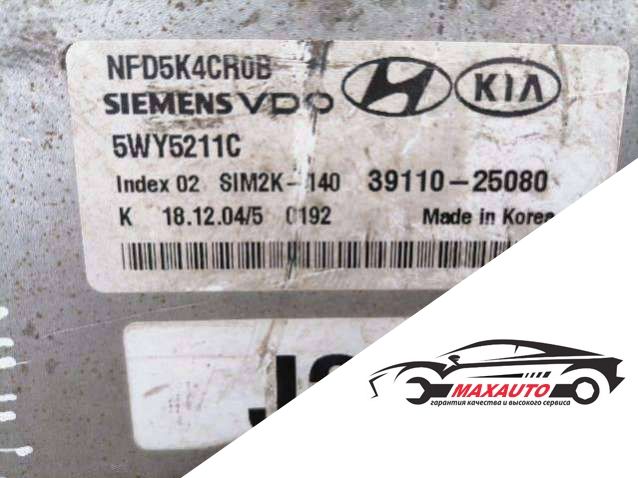 NFD5K4CR0B
SIEMENS VDO
KIA
5WY5211C
Index 02 SIM2K-140 39110-25080
K 18.12.04/5 0192 Made in Korea
MAXAUTO
гарантия качества и высокого сервиса